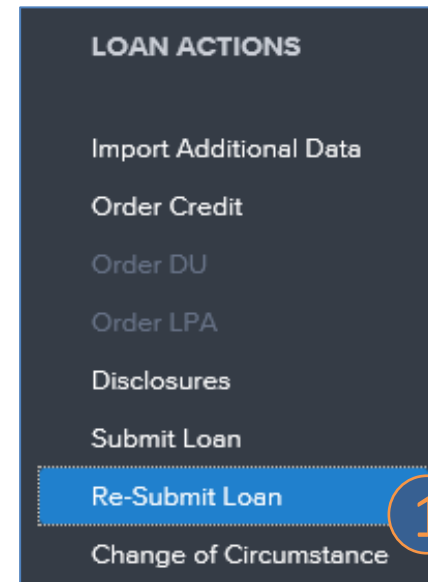 LOAN ACTIONS
Import Additional Data
Order Credit
Order DU
Order LPA
Disclosures
Submit Loan
Re-Submit Loan
1
Change of Circumstance